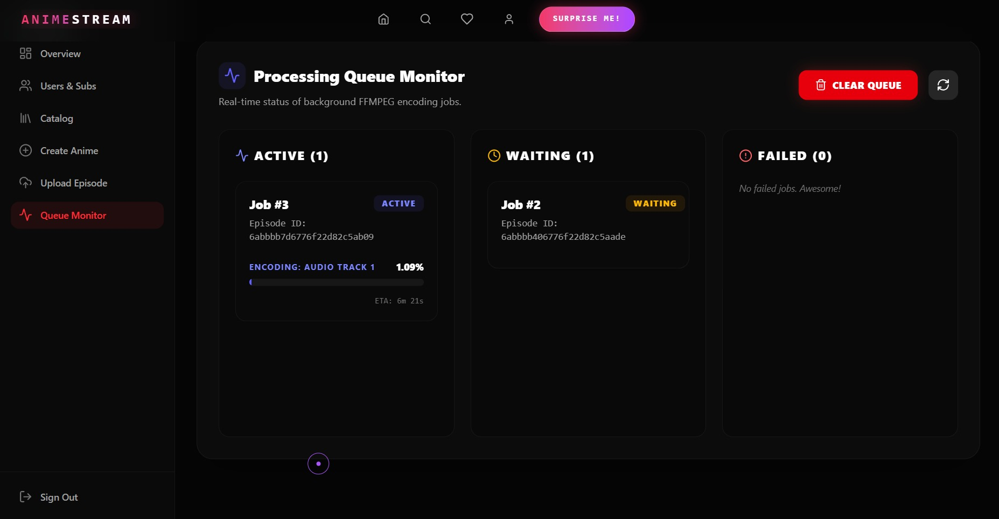 ANIMESTREAM
SURPRISE ME!
Overview
Users & Subs
Catalog
Create Anime
Upload Episode
Queue Monitor
Sign Out
Processing Queue Monitor
Real-time status of background FFMPEG encoding jobs.
CLEAR QUEUE
ACTIVE (1)
Job #3
ACTIVE
Episode ID:
6abbbb7d6776f22d82c5ab09
ENCODING: AUDIO TRACK 1
1.09%
ETA: 6m 21s
WAITING (1)
Job #2
WAITING
Episode ID:
6abbbb406776f22d82c5aade
FAILED (0)
No failed jobs. Awesome!